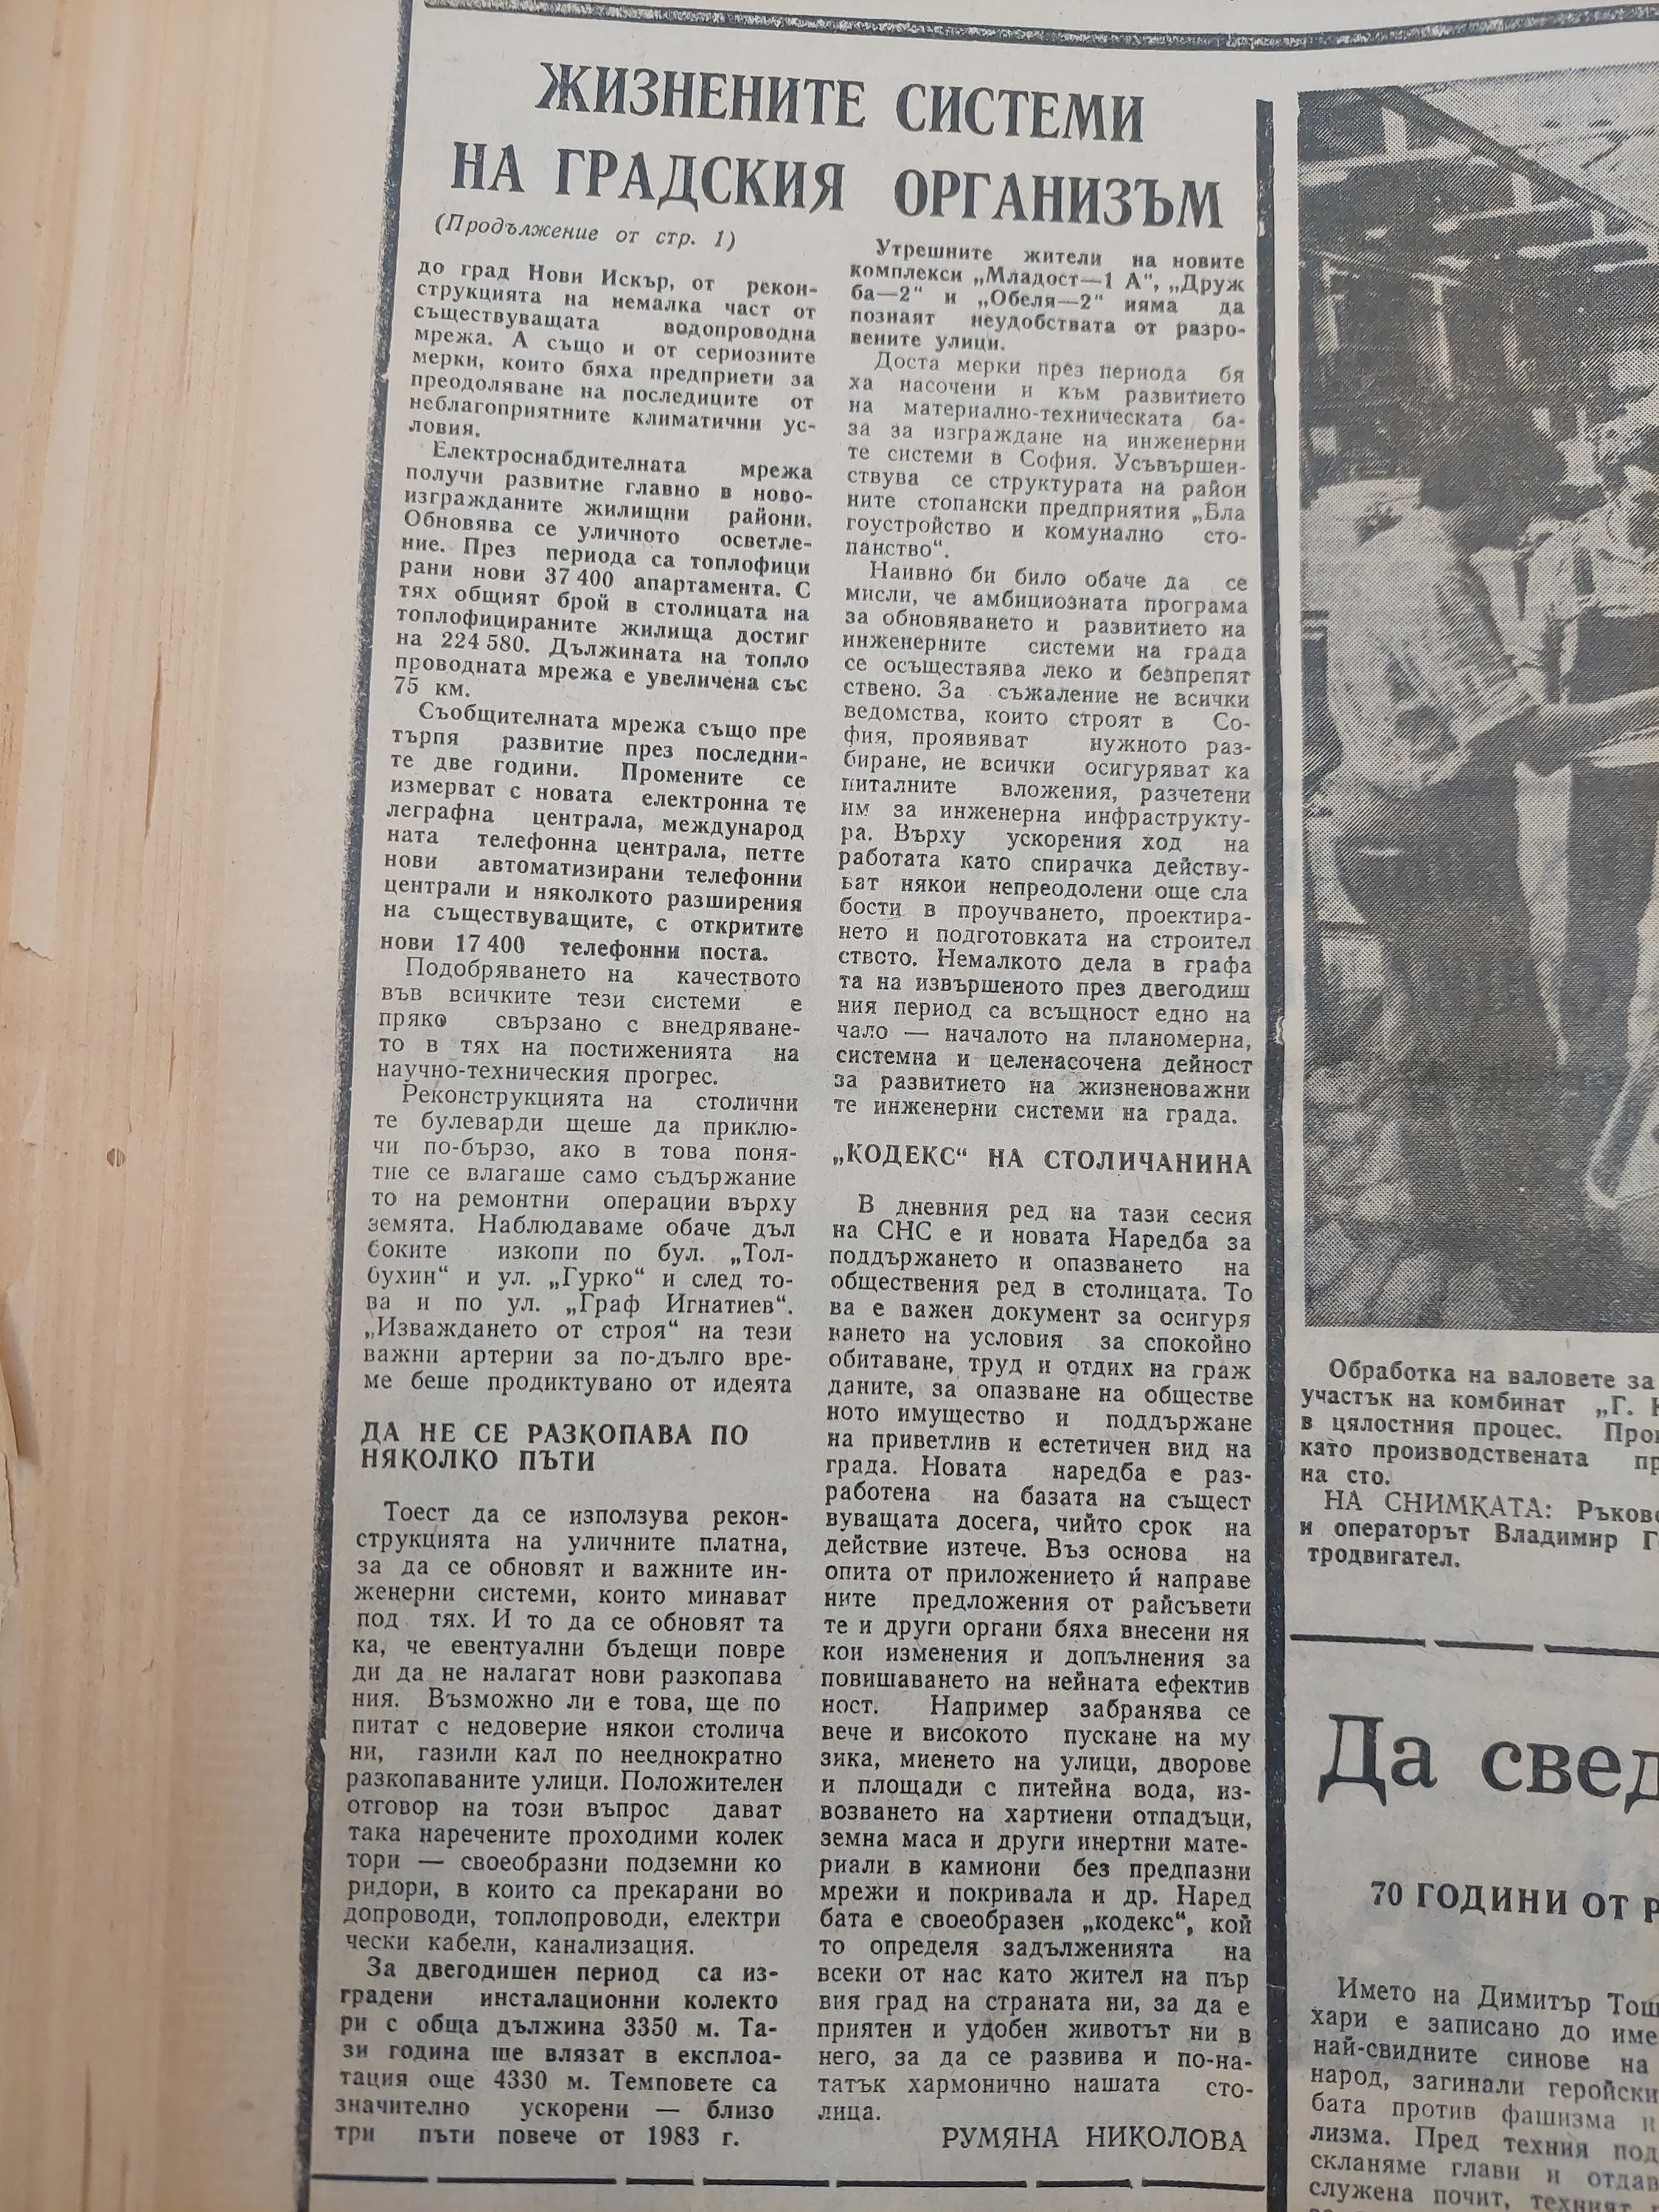 ЖИЗНЕНИТЕ СИСТЕМИ
НА ГРАДСКИЯ ОРГАНИЗЪМ
(Продължение от стр. 1)
до град Нови Искър, от рекон-
струкцията на немалка част от
съществуващата водопроводна
мрежа. А също и от сериозните
мерки, които бяха предприети за
преодоляване на последиците от
неблагоприятните климатични ус-
ловия.
Електроснабдителната мрежа
получи развитие главно в ново-
изгражданите жилищни райони.
Обновява се уличното осветле-
ние. През периода са топлофици
рани нови 37 400 апартамента. С
тях общият брой в столицата на
топлофицираните жилища достиг
на 224 580. Дължината на топло
проводната мрежа е увеличена със
75 км.
Съобщителната мрежа също пре
търпя развитие през последни-
те две години. Промените се
измерват с новата електронна те
леграфна централа, международ
ната телефонна централа, петте
нови автоматизирани телефонни
централи и няколкото разширения
на съществуващите, с откритите
нови 17 400 телефонни поста.
Подобряването на качеството
във всичките тези системи е
пряко свързано с внедряване-
то в тях на постиженията на
научно-техническия прогрес.
Реконструкцията на столични
те булеварди щеше да приклю-
чи по-бързо, ако в това поня-
тие се влагаше само съдържание
то на ремонтни операции върху
земята. Наблюдаваме обаче дъл
боките изкопи по бул. „Тол-
бухин“ и ул. „Гурко“ и след то-
ва и по ул. „Граф Игнатиев“.
„Изваждането от строя“ на тези
важни артерии за по-дълго вре-
ме беше продиктувано от идеята
ДА НЕ СЕ РАЗКОПАВА ПО
НЯКОЛКО ПЪТИ
Тоест да се използува рекон-
струкцията на уличните платна,
за да се обновят и важните ин-
женерни системи, които минават
под тях. И то да се обновят та
ка, че евентуални бъдещи повре
ди да не налагат нови разкопава
ния. Възможно ли е това, ще по
питат с недоверие някои столича
ни, газили кал по нееднократно
разкопаваните улици. Положителен
отговор на този въпрос дават
така наречените проходими колек
тори — своеобразни подземни ко
ридори, в които са прекарани во
допроводи, топлопроводи, електри
чески кабели, канализация.
За двегодишен период са из-
градени инсталационни колекто
ри с обща дължина 3350 м. Та-
зи година ще влязат в експлоа-
тация още 4330 м. Темповете са
значително ускорени — близо
три пъти повече от 1983 г.
Утрешните жители на новите
комплекси „Младост—1 А“, „Друж
ба—2“ и „Обеля—2“ няма да
познаят неудобствата от разро-
вените улици.
Доста мерки през периода бя
ха насочени и към развитието
на материално-техническата ба-
за за изграждане на инженерни
те системи в София. Усъвършен-
ствува се структурата на район
ните стопански предприятия „Бла
гоустройство и комунално сто-
панство“.
Наивно би било обаче да се
мисли, че амбициозната програма
за обновяването и развитието на
инженерните системи на града
се осъществява леко и безпрепят
ствено. За съжаление не всички
ведомства, които строят в Со-
фия, проявяват нужното раз-
биране, не всички осигуряват ка
питалните вложения, разчетени
им за инженерна инфраструкту-
ра. Върху ускорения ход на
работата като спирачка действу-
ват някои непреодолени още сла
бости в проучването, проектира-
нето и подготовката на строител
ството. Немалкото дела в графа
та на извършеното през двегодиш
ния период са всъщност едно на
чало — началото на планомерна,
системна и целенасочена дейност
за развитието на жизненоважни
те инженерни системи на града.
„КОДЕКС“ НА СТОЛИЧАНИНА
В дневния ред на тази сесия
на СНС е и новата Наредба за
поддържането и опазването на
обществения ред в столицата. То
ва е важен документ за осигуря
ването на условия за спокойно
обитаване, труд и отдих на граж
даните, за опазване на обществе
ното имущество и поддържане
на приветлив и естетичен вид на
града. Новата наредба е раз-
работена на базата на същест
вуващата досега, чийто срок на
действие изтече. Въз основа на
опита от приложението ѝ направе
ните предложения от райсъвети
те и други органи бяха внесени ня
кои изменения и допълнения за
повишаването на нейната ефектив
ност. Например забранява се
вече и високото пускане на му
зика, миенето на улици, дворове
и площади с питейна вода, из-
возването на хартиени отпадъци,
земна маса и други инертни мате-
риали в камиони без предпазни
мрежи и покривала и др. Наред
бата е своеобразен „кодекс“, кой
то определя задълженията на
всеки от нас като жител на пър
вия град на страната ни, за да е
приятен и удобен животът ни в
него, за да се развива и по-на-
татък хармонично нашата сто-
лица.
РУМЯНА НИКОЛОВА
Обработка на валовете за
участък на комбинат „Г.
в цялостния процес.
като производствената
на сто.
НА СНИМКАТА:
и операторът Владимир
тродвигател.
Да
70 ГОДИНИ ОТ
Името на Димитър
хари е записано до
най-свидните синове на
народ, загинали геройски
бата против фашизма
лизма. Пред техния
скланяме глави и
служена почит, техният